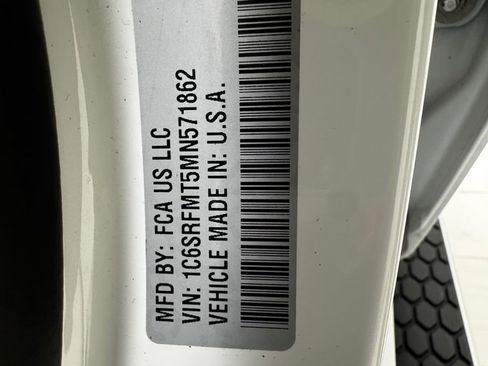 MFD BY: FCA US LLC
VIN: 1C6SRFMT5MN571862
VEHICLE MADE IN: U.S.A.